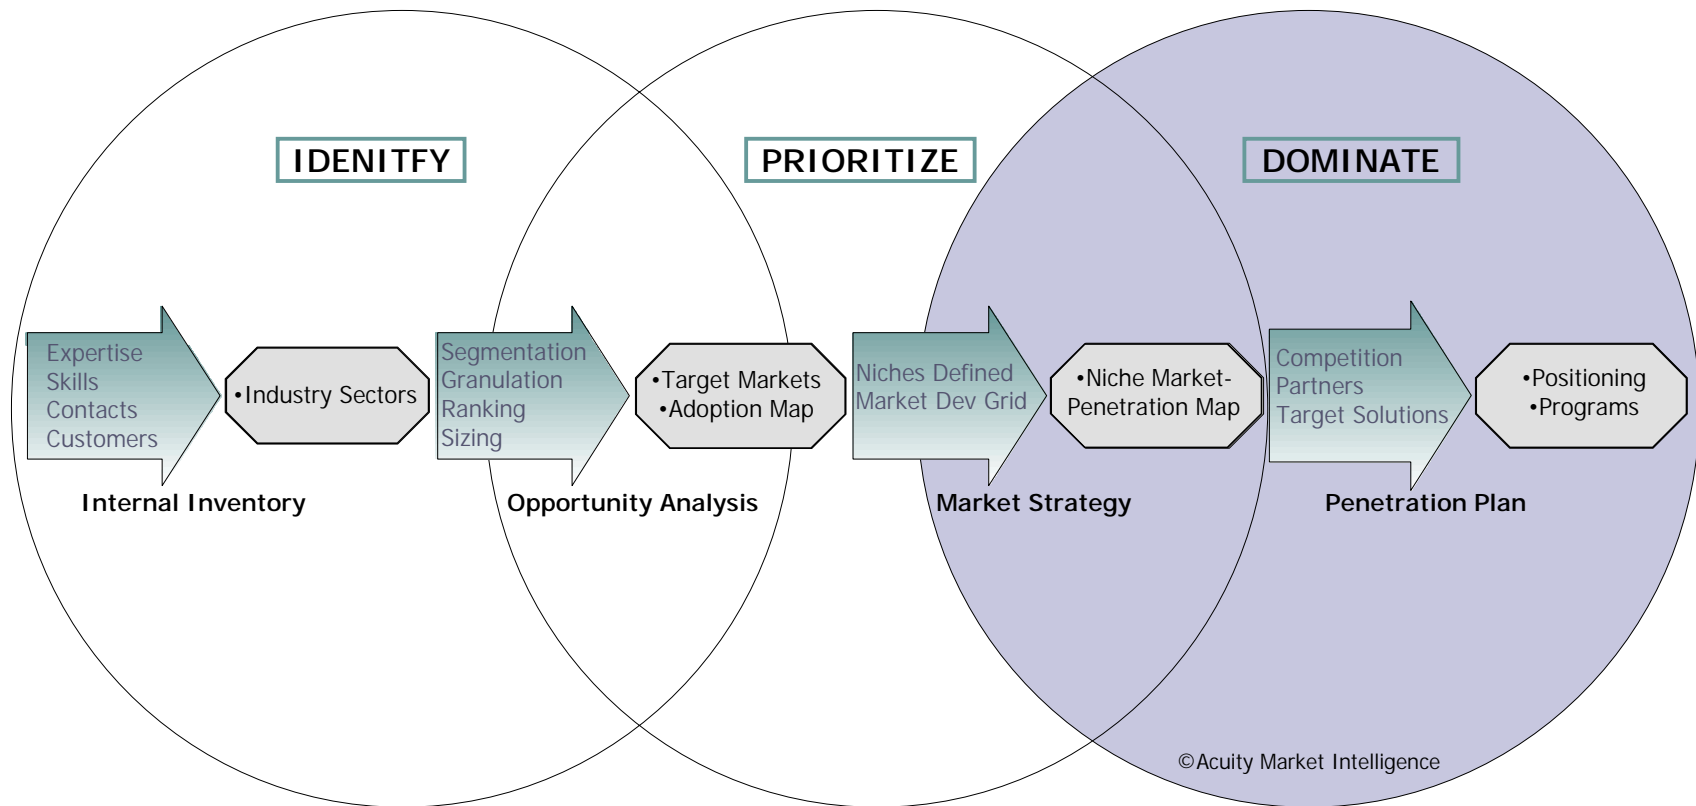 IDENITFY
PRIORITIZE
DOMINATE
Expertise
Skills
Contacts
Customers
•Industry Sectors
Internal Inventory
Segmentation
Granulation
Ranking
Sizing
•Target Markets
•Adoption Map
Opportunity Analysis
Niches Defined
Market Dev Grid
•Niche Market-
Penetration Map
Market Strategy
Competition
Partners
Target Solutions
•Positioning
•Programs
Penetration Plan
©Acuity Market Intelligence